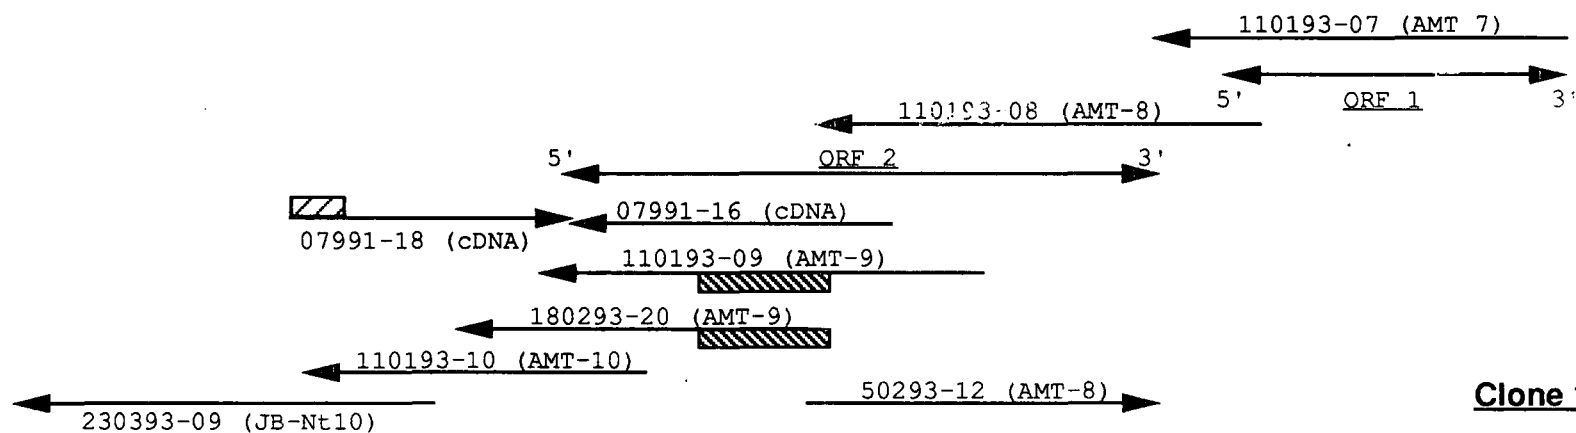 110193-07 (AMT 7)
5' ORF 1 3'
110193-08 (AMT-8)
5' ORF 2 3'
07991-16 (cDNA)
07991-18 (cDNA)
110193-09 (AMT-9)
180293-20 (AMT-9)
110193-10 (AMT-10)
50293-12 (AMT-8)
Clone
230393-09 (JB-Nt10)